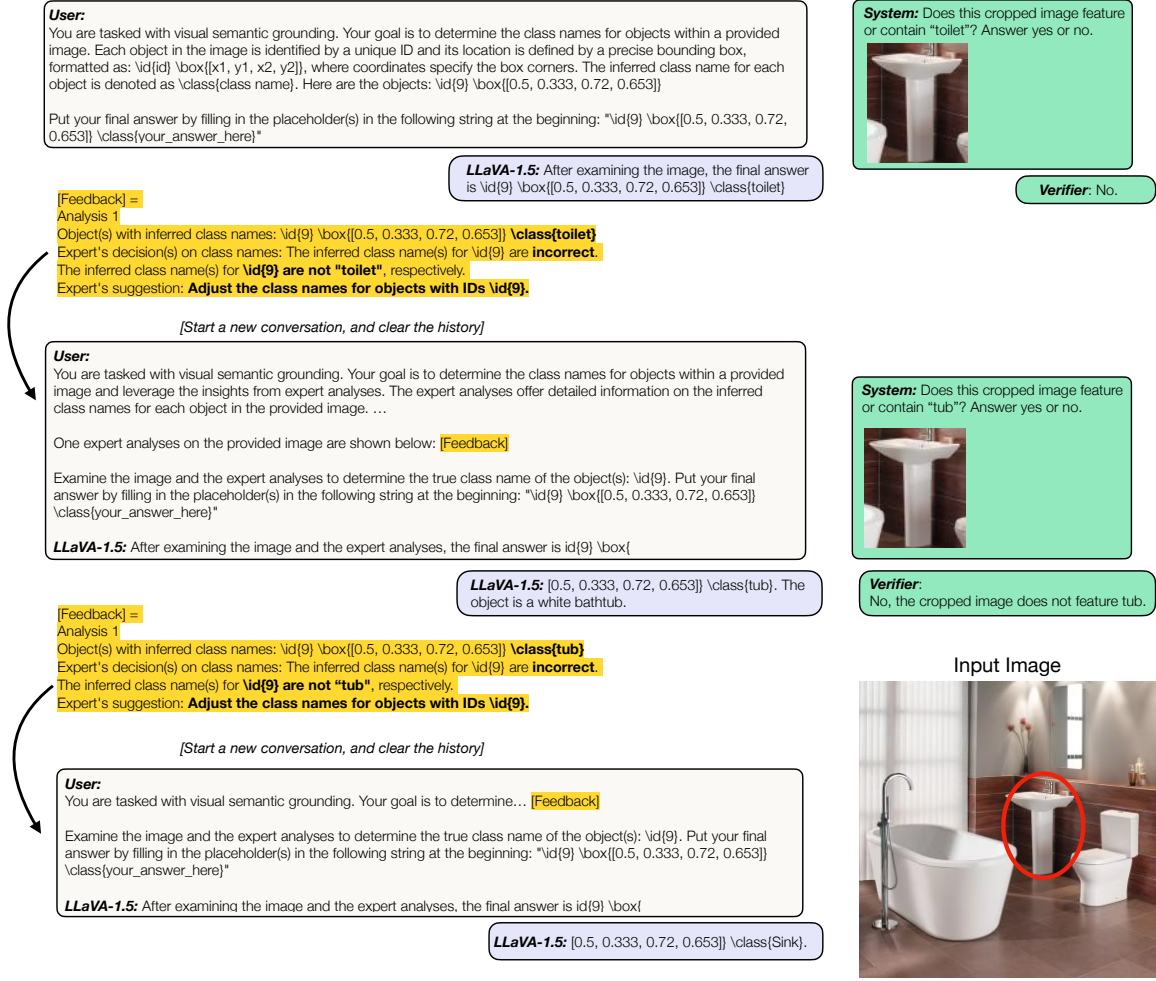 User:
You are tasked with visual semantic grounding. Your goal is to determine the class names for objects within a provided
image. Each object in the image is identified by a unique ID and its location is defined by a precise bounding box,
formatted as: \id{id} \box{[x1, y1, x2, y2]}, where coordinates specify the box corners. The inferred class name for each
object is denoted as \class{class name}. Here are the objects: \id{9} \box{[0.5, 0.333, 0.72, 0.653]}
Put your final answer by filling in the placeholder(s) in the following string at the beginning: "\id{9} \box{[0.5, 0.333, 0.72,
0.653]} \class{your_answer_here}"
System: Does this cropped image feature
or contain “toilet”? Answer yes or no.
LLaVA-1.5: After examining the image, the final answer
is \id{9} \box{[0.5, 0.333, 0.72, 0.653]} \class{toilet}
Verifier: No.
[Feedback] =
Analysis 1
Object(s) with inferred class names: \id{9} \box{[0.5, 0.333, 0.72, 0.653]} \class{toilet}
Expert's decision(s) on class names: The inferred class name(s) for \id{9} are incorrect.
The inferred class name(s) for \id{9} are not "toilet", respectively.
Expert's suggestion: Adjust the class names for objects with IDs \id{9}.
[Start a new conversation, and clear the history]
User:
You are tasked with visual semantic grounding. Your goal is to determine the class names for objects within a provided
image and leverage the insights from expert analyses. The expert analyses offer detailed information on the inferred
class names for each object in the provided image. …
One expert analyses on the provided image are shown below: [Feedback]
Examine the image and the expert analyses to determine the true class name of the object(s): \id{9}. Put your final
answer by filling in the placeholder(s) in the following string at the beginning: "\id{9} \box{[0.5, 0.333, 0.72, 0.653]}
\class{your_answer_here}"
LLaVA-1.5: After examining the image and the expert analyses, the final answer is id{9} \box{
System: Does this cropped image feature
or contain “tub”? Answer yes or no.
LLaVA-1.5: [0.5, 0.333, 0.72, 0.653]} \class{tub}. The
object is a white bathtub.
Verifier:
No, the cropped image does not feature tub.
[Feedback] =
Analysis 1
Object(s) with inferred class names: \id{9} \box{[0.5, 0.333, 0.72, 0.653]} \class{tub}
Expert's decision(s) on class names: The inferred class name(s) for \id{9} are incorrect.
The inferred class name(s) for \id{9} are not “tub", respectively.
Expert's suggestion: Adjust the class names for objects with IDs \id{9}.
Input Image
[Start a new conversation, and clear the history]
User:
You are tasked with visual semantic grounding. Your goal is to determine… [Feedback]
Examine the image and the expert analyses to determine the true class name of the object(s): \id{9}. Put your final
answer by filling in the placeholder(s) in the following string at the beginning: "\id{9} \box{[0.5, 0.333, 0.72, 0.653]}
\class{your_answer_here}"
LLaVA-1.5: After examining the image and the expert analyses, the final answer is id{9} \box{
LLaVA-1.5: [0.5, 0.333, 0.72, 0.653]} \class{Sink}.